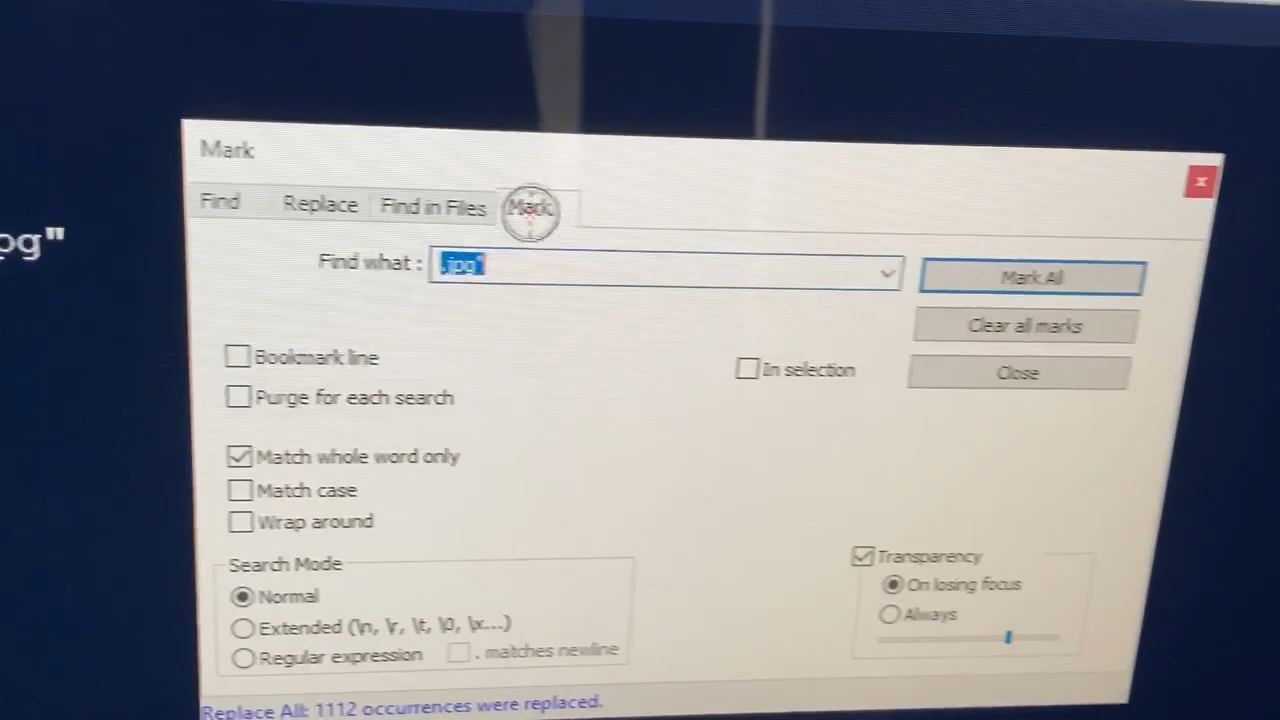 Mark
x
Find Replace Find in Files Mark
pg"
Find what : .jpg"
Mark All
Clear all marks
Bookmark line
In selection
Close
Purge for each search
Match whole word only
Match case
Wrap around
Search Mode
Transparency
Normal
On losing focus
Extended (\n, \r, \t, \0, \x...)
Always
Regular expression . matches newline
Replace All: 1112 occurrences were replaced.